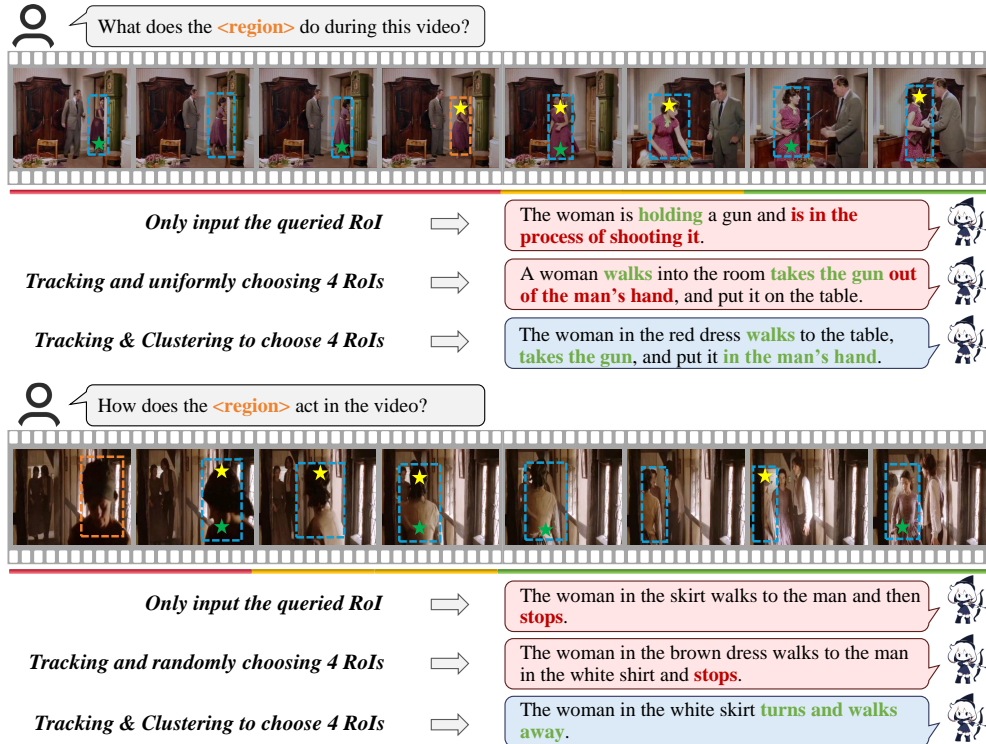 What does the <region> do during this video?
Only input the queried RoI
The woman is holding a gun and is in the
process of shooting it.
Tracking and uniformly choosing 4 RoIs
A woman walks into the room takes the gun out
of the man's hand, and put it on the table.
Tracking & Clustering to choose 4 RoIs
The woman in the red dress walks to the table,
takes the gun, and put it in the man's hand.
How does the <region> act in the video?
Only input the queried RoI
The woman in the skirt walks to the man and then
stops.
Tracking and randomly choosing 4 RoIs
The woman in the brown dress walks to the man
in the white shirt and stops.
Tracking & Clustering to choose 4 RoIs
The woman in the white skirt turns and walks
away.